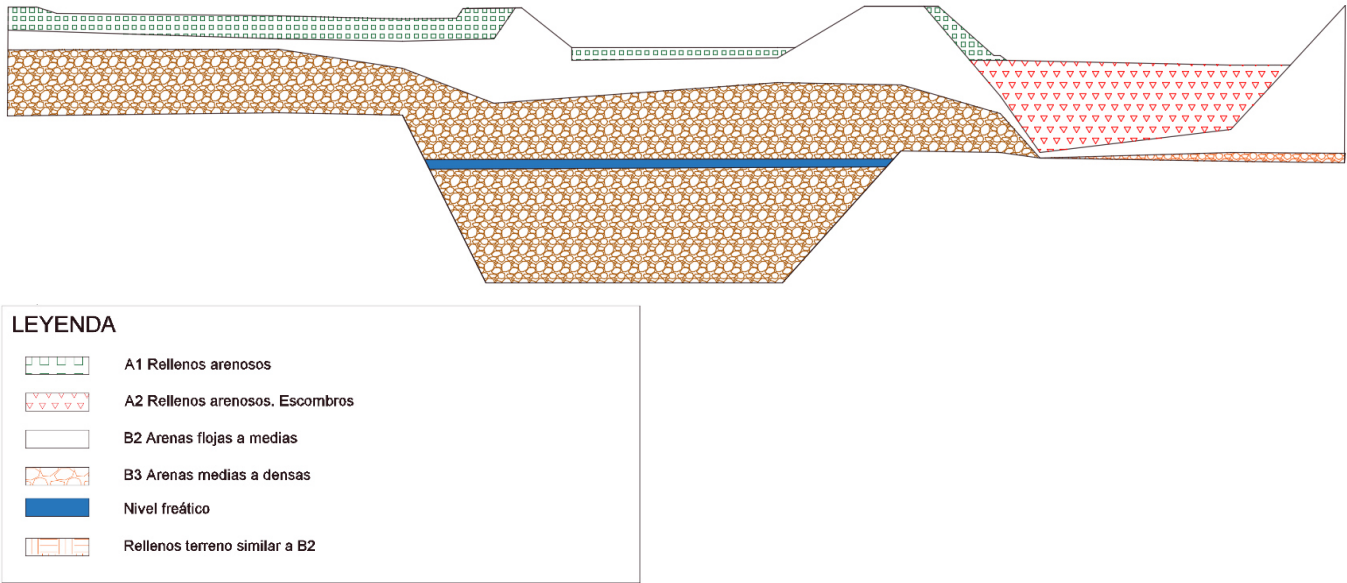 LEYENDA
A1 Rellenos arenosos
A2 Rellenos arenosos. Escombros
B2 Arenas flojas a medias
B3 Arenas medias a densas
Nivel freático
Rellenos terreno similar a B2